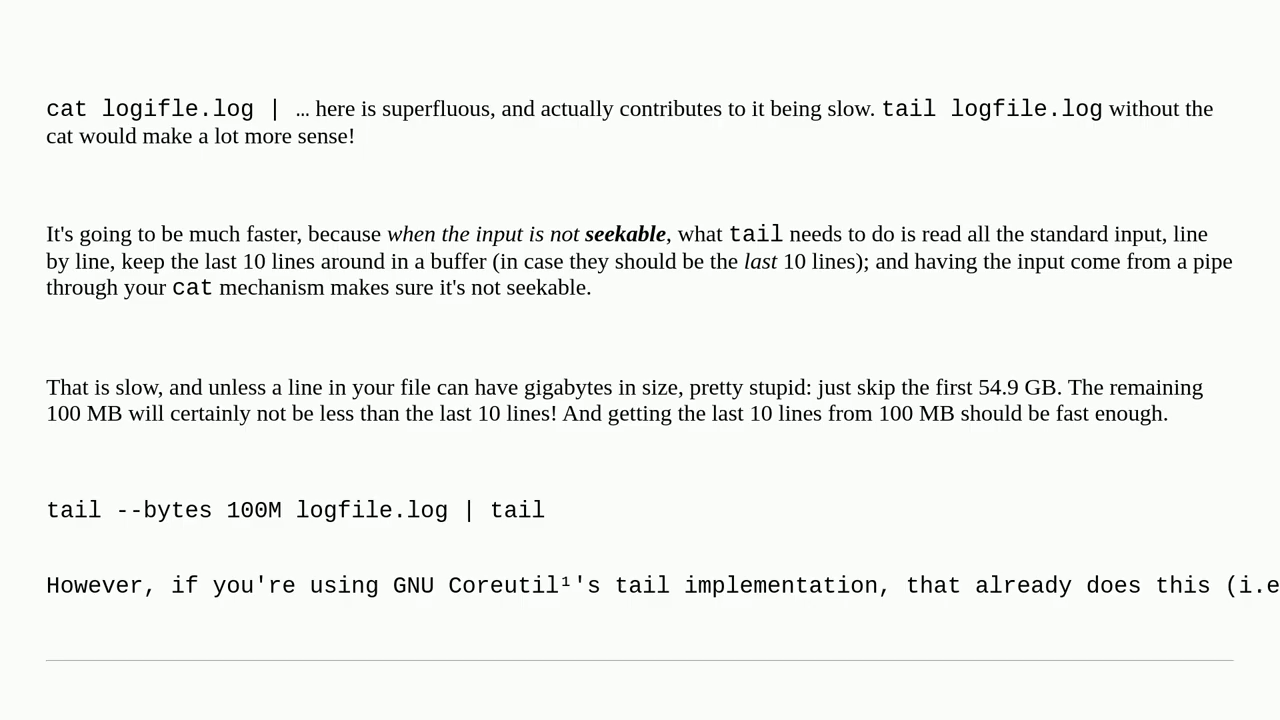 cat logifle.log | … here is superfluous, and actually contributes to it being slow. tail logfile.log without the
cat would make a lot more sense!
It's going to be much faster, because when the input is not seekable, what tail needs to do is read all the standard input, line
by line, keep the last 10 lines around in a buffer (in case they should be the last 10 lines); and having the input come from a pipe
through your cat mechanism makes sure it's not seekable.
That is slow, and unless a line in your file can have gigabytes in size, pretty stupid: just skip the first 54.9 GB. The remaining
100 MB will certainly not be less than the last 10 lines! And getting the last 10 lines from 100 MB should be fast enough.
tail --bytes 100M logfile.log | tail
However, if you're using GNU Coreutil¹'s tail implementation, that already does this (i.e